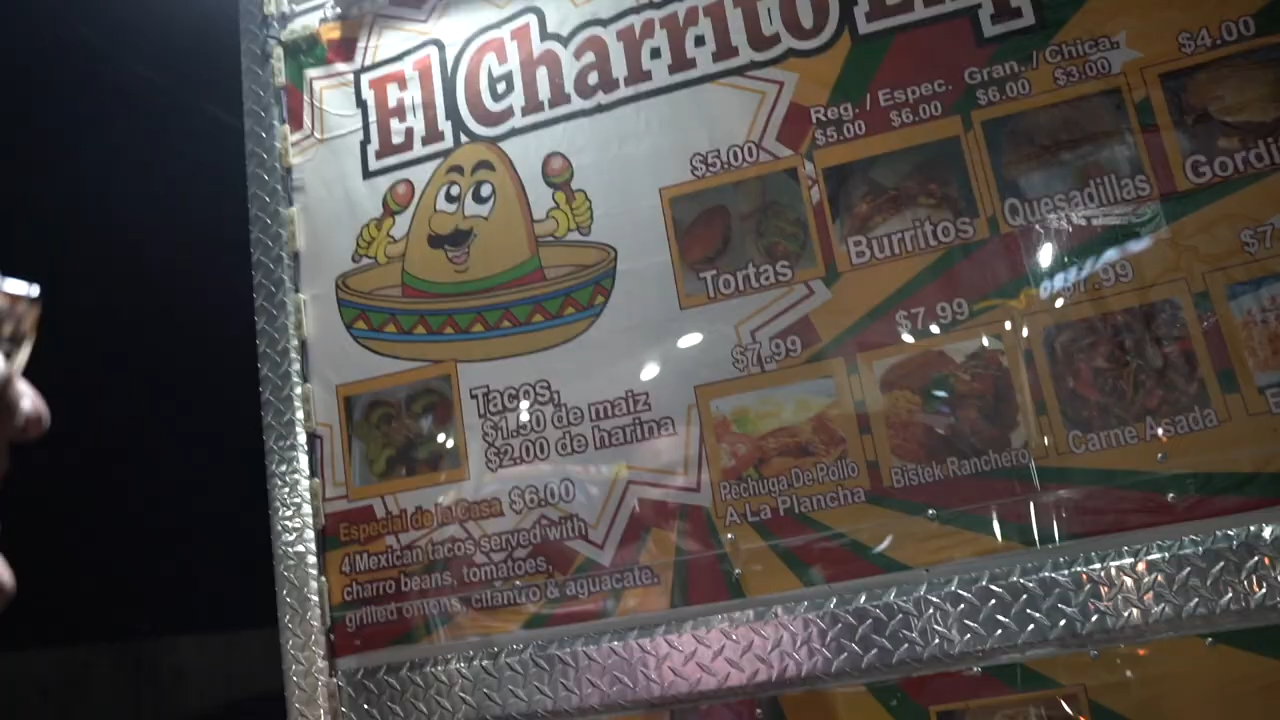 El Charrito
$5.00
Tortas
Reg. / Espec.
$5.00 $6.00
Burritos
Gran. / Chica.
$6.00 $3.00
Quesadillas
$4.00
Tacos,
$1.50 de maiz
$2.00 de harina
$7.99
Pechuga De Pollo
A La Plancha
$7.99
Bistek Ranchero
$7.99
Carne Asada
Especial de la Casa $6.00
4 Mexican tacos served with
charro beans, tomatoes,
grilled onions, cilantro & aguacate.